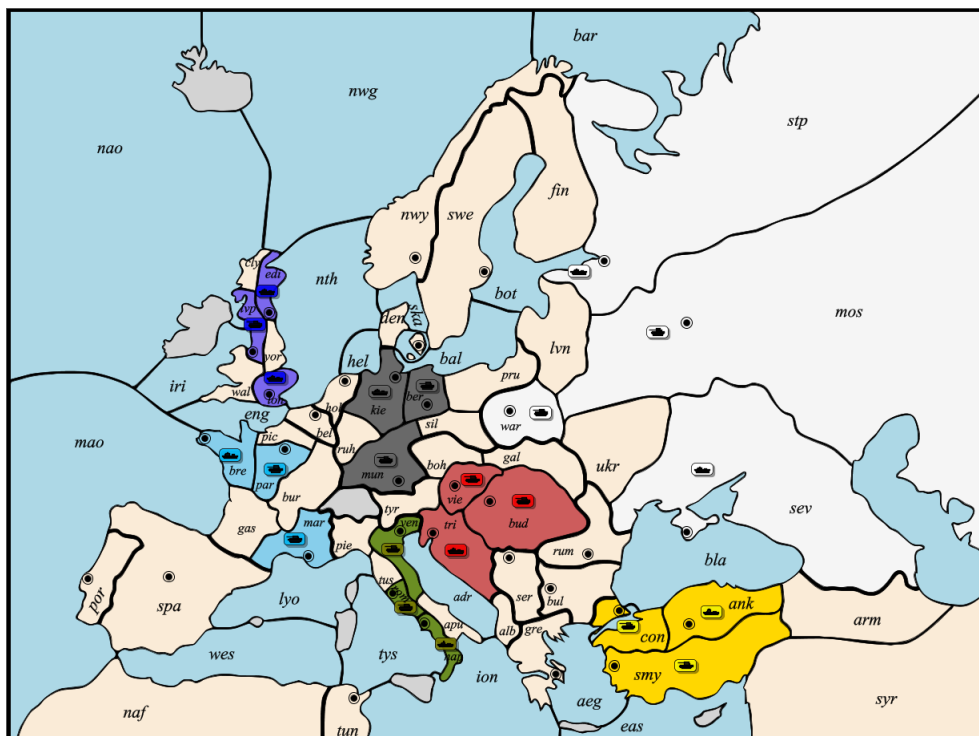 bar
nwg
stp
nao
fin
nwy
swe
cly
edi
nth
bot
mos
lvp
den
ska
lvn
yor
hel
bal
iri
pru
wal
hol
kie
ber
lon
eng
mao
bel
sil
war
pic
ruh
bre
par
mun
boh
gal
ukr
bur
vie
bud
sev
tyr
gas
mar
ven
tri
pie
rum
bla
tus
rom
adr
ser
bul
por
spa
lyo
ank
apu
alb
gre
con
arm
nap
wes
tys
ion
smy
aeg
syr
naf
tun
eas